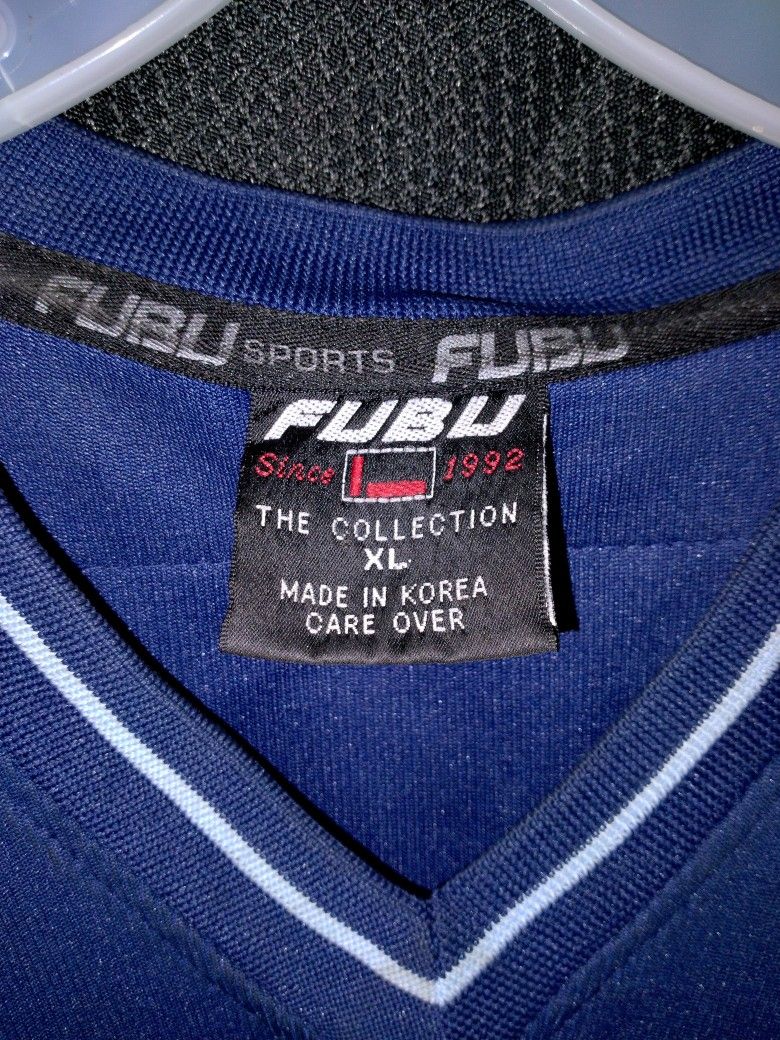 FUBU SPORTS FUBU
FUBU
Since 1992
THE COLLECTION
XL
MADE IN KOREA
CARE OVER